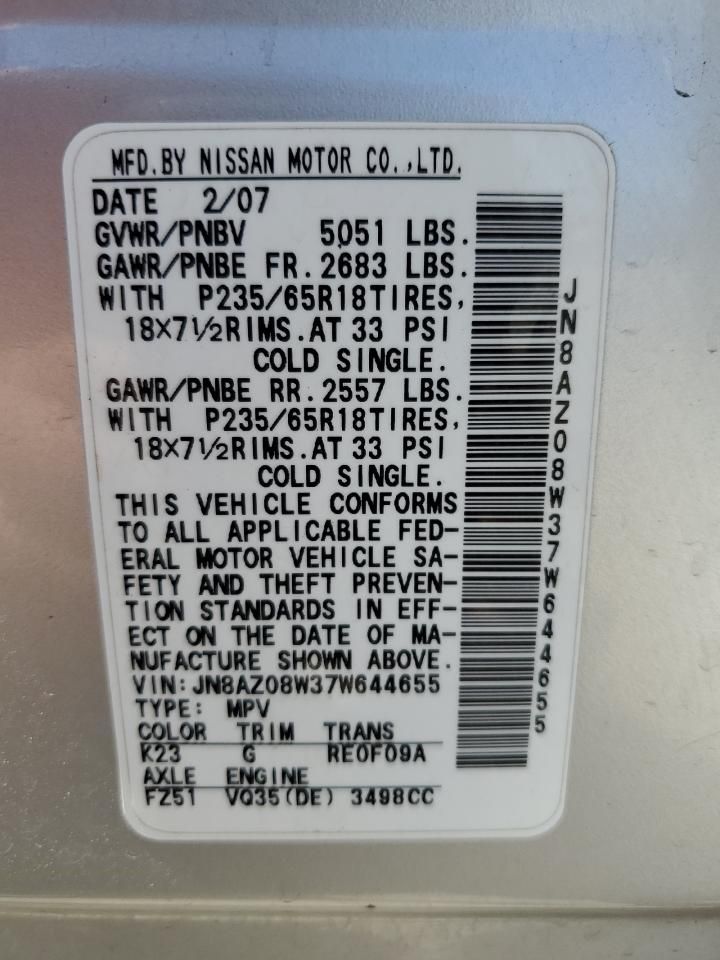 MFD.BY NISSAN MOTOR CO.,LTD.
DATE 2/07
GVWR/PNBV 5051 LBS.
GAWR/PNBE FR.2683 LBS.
WITH P235/65R18TIRES,
18×7½RIMS.AT 33 PSI
COLD SINGLE.
GAWR/PNBE RR.2557 LBS.
WITH P235/65R18TIRES,
18×7½RIMS.AT 33 PSI
COLD SINGLE.
THIS VEHICLE CONFORMS
TO ALL APPLICABLE FED-
ERAL MOTOR VEHICLE SA-
FETY AND THEFT PREVEN-
TION STANDARDS IN EFF-
ECT ON THE DATE OF MA-
NUFACTURE SHOWN ABOVE.
VIN:JN8AZ08W37W644655
TYPE: MPV
COLOR TRIM TRANS
K23 G RE0F09A
AXLE ENGINE
FZ51 VQ35(DE) 3498CC
JN8AZ08W37W644655